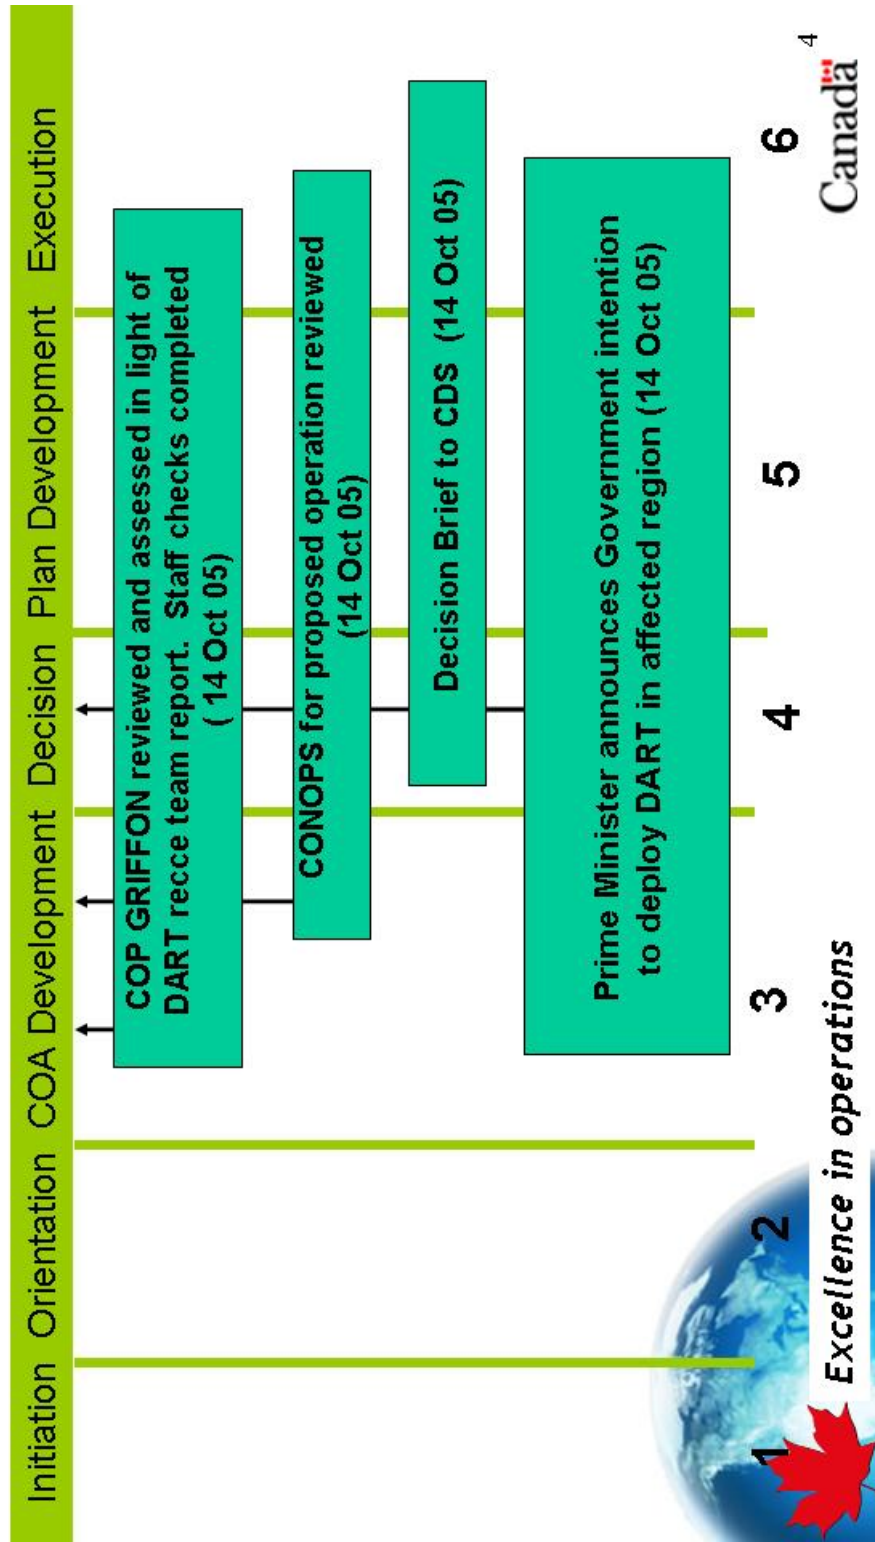 Initiation Orientation COA Development Decision Plan Development Execution
COP GRIFFON reviewed and assessed in light of
DART recce team report. Staff checks completed
( 14 Oct 05)
CONOPS for proposed operation reviewed
(14 Oct 05)
Decision Brief to CDS (14 Oct 05)
Prime Minister announces Government intention
to deploy DART in affected region (14 Oct 05)
1 2 3 4 5 6
Excellence in operations
Canada
4